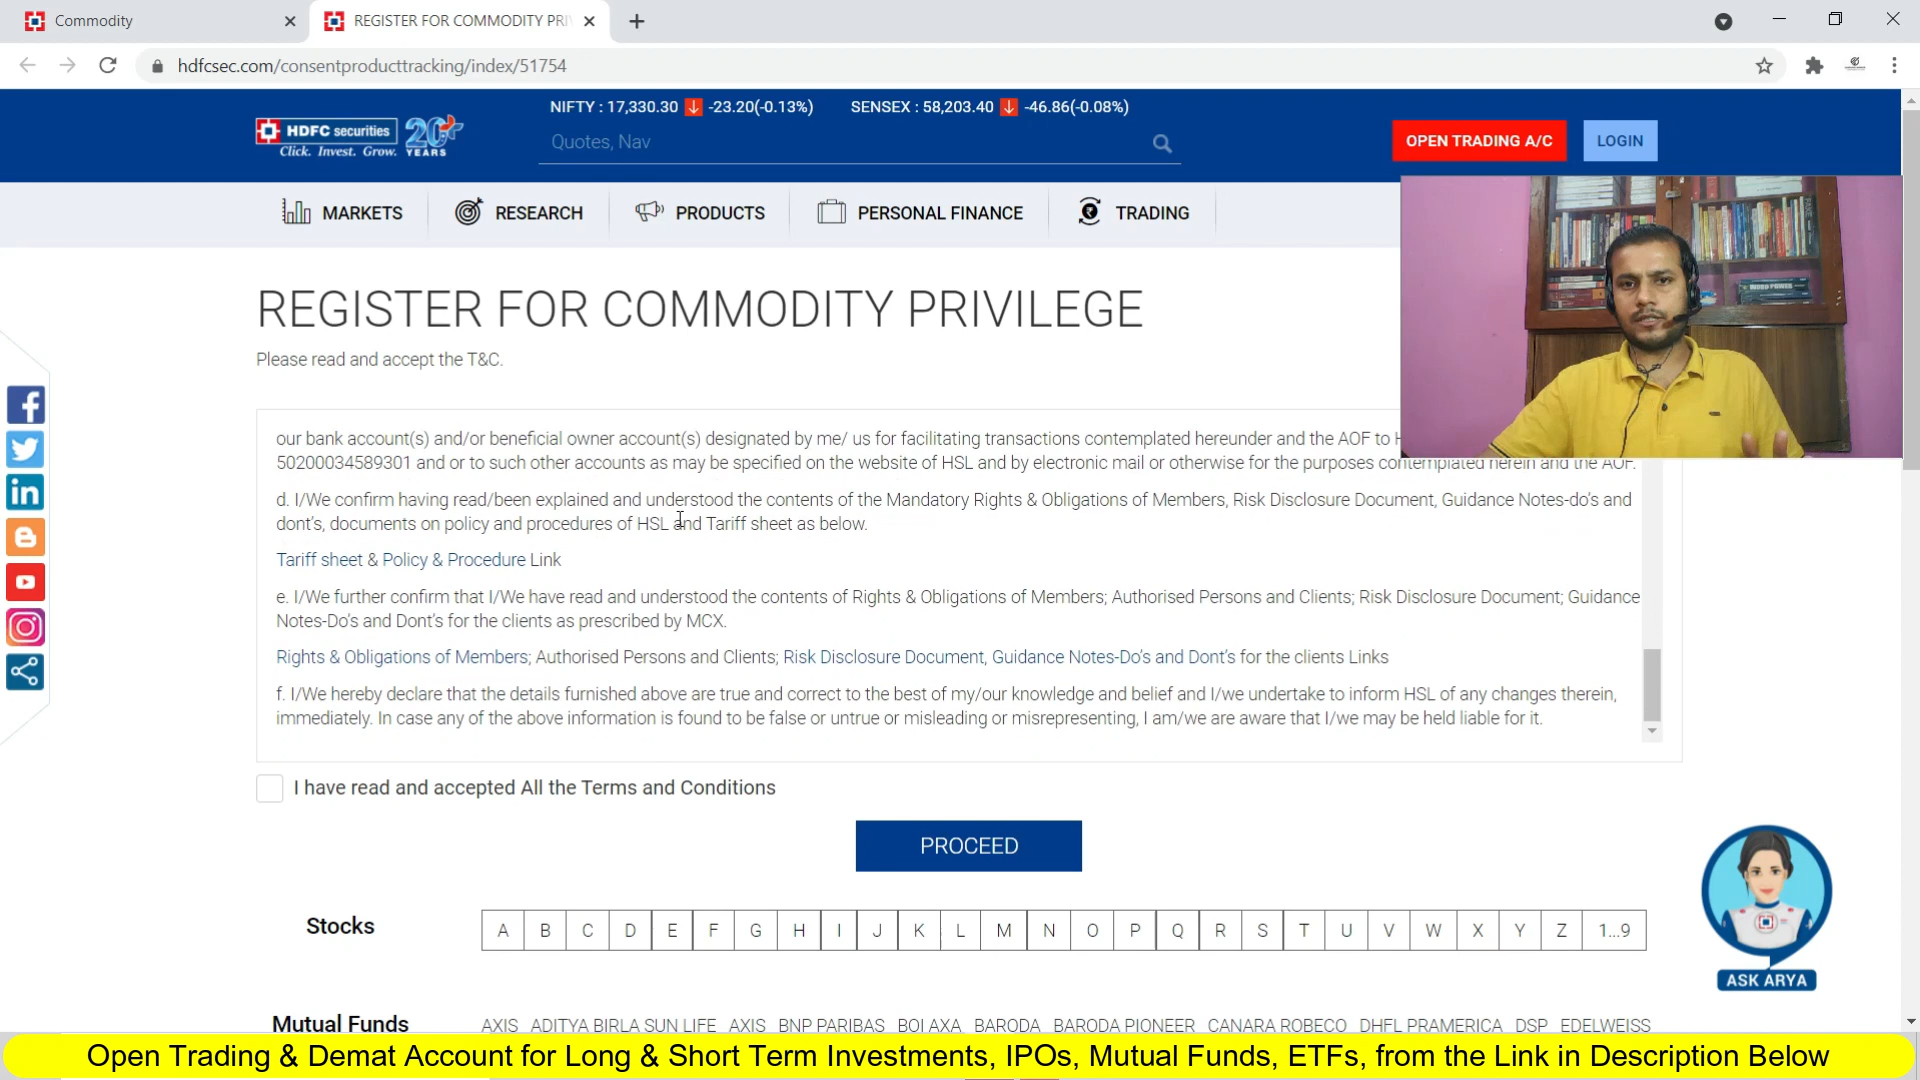 Commodity
REGISTER FOR COMMODITY PRI
hdfcsec.com/consentproducttracking/index/51754
NIFTY : 17,330.30 -23.20(-0.13%) SENSEX : 58,203.40 -46.86(-0.08%)
HDFC securities
Click. Invest. Grow.
20 YEARS
Quotes, Nav
OPEN TRADING A/C
LOGIN
MARKETS RESEARCH PRODUCTS PERSONAL FINANCE TRADING
WORD POWER
REGISTER FOR COMMODITY PRIVILEGE
Please read and accept the T&C.
our bank account(s) and/or beneficial owner account(s) designated by me/ us for facilitating transactions contemplated hereunder and the AOF to H
50200034589301 and or to such other accounts as may be specified on the website of HSL and by electronic mail or otherwise for the purposes contemplated herein and the AOF.
d. I/We confirm having read/been explained and understood the contents of the Mandatory Rights & Obligations of Members, Risk Disclosure Document, Guidance Notes-do's and
dont's, documents on policy and procedures of HSL and Tariff sheet as below.
Tariff sheet & Policy & Procedure Link
e. I/We further confirm that I/We have read and understood the contents of Rights & Obligations of Members; Authorised Persons and Clients; Risk Disclosure Document; Guidance
Notes-Do's and Dont's for the clients as prescribed by MCX.
Rights & Obligations of Members; Authorised Persons and Clients; Risk Disclosure Document, Guidance Notes-Do's and Dont's for the clients Links
f. I/We hereby declare that the details furnished above are true and correct to the best of my/our knowledge and belief and I/we undertake to inform HSL of any changes therein,
immediately. In case any of the above information is found to be false or untrue or misleading or misrepresenting, I am/we are aware that I/we may be held liable for it.
I have read and accepted All the Terms and Conditions
PROCEED
ASK ARYA
Stocks A B C D E F G H I J K L M N O P Q R S T U V W X Y Z 1...9
Mutual Funds AXIS ADITYA BIRLA SUN LIFE AXIS BNP PARIBAS BOI AXA BARODA BARODA PIONEER CANARA ROBECO DHFL PRAMERICA DSP EDELWEISS
Open Trading & Demat Account for Long & Short Term Investments, IPOs, Mutual Funds, ETFs, from the Link in Description Below